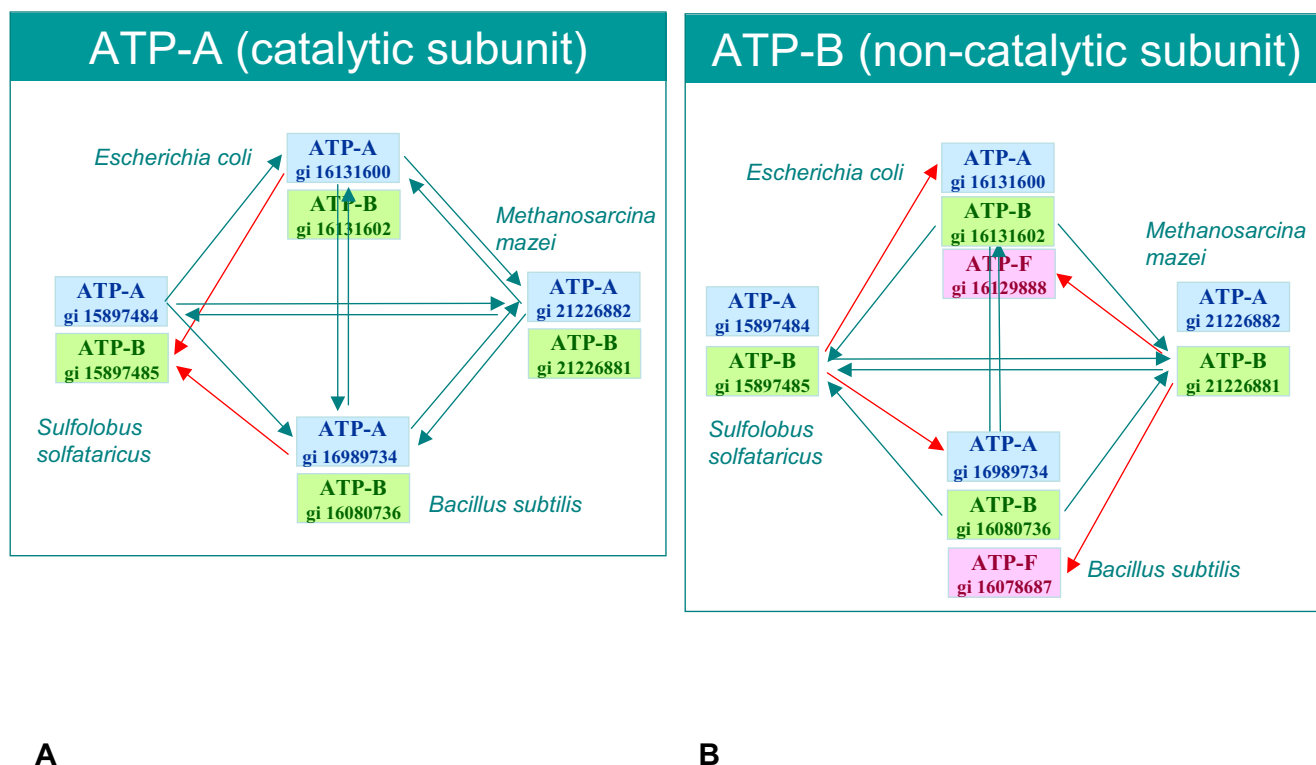 ATP-A (catalytic subunit)
Escherichia coli
ATP-A
gi 16131600
ATP-B
gi 16131602
Methanosarcina
mazei
ATP-A
gi 15897484
ATP-B
gi 15897485
ATP-A
gi 21226882
ATP-B
gi 21226881
Sulfolobus
solfataricus
ATP-A
gi 16989734
ATP-B
gi 16080736
Bacillus subtilis
A
ATP-B (non-catalytic subunit)
Escherichia coli
ATP-A
gi 16131600
ATP-B
gi 16131602
ATP-F
gi 16129888
Methanosarcina
mazei
ATP-A
gi 15897484
ATP-B
gi 15897485
ATP-A
gi 21226882
ATP-B
gi 21226881
Sulfolobus
solfataricus
ATP-A
gi 16989734
ATP-B
gi 16080736
ATP-F
gi 16078687
Bacillus subtilis
B